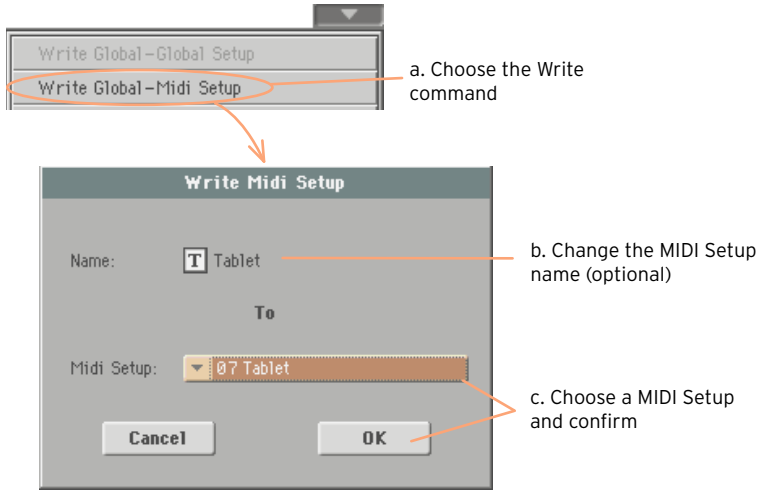 Write Global-Global Setup
Write Global-Midi Setup
a. Choose the Write
command
Write Midi Setup
Name:
T Tablet
b. Change the MIDI Setup
name (optional)
To
Midi Setup:
07 Tablet
c. Choose a MIDI Setup
and confirm
Cancel
OK